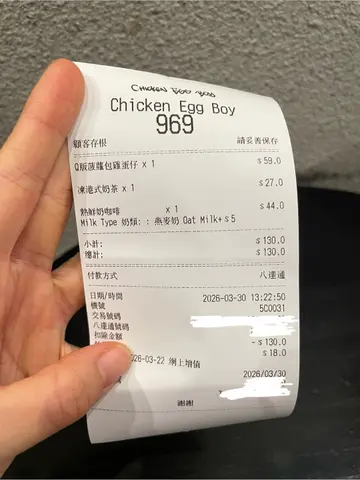 CHICKEN EGG BOY
Chicken Egg Boy
969
顧客存根 請妥善保存
Q版菠蘿包雞蛋仔 x 1 $59.0
凍港式奶茶 x 1 $27.0
熱鮮奶咖啡 x 1 $44.0
Milk Type 奶類: : 燕麥奶 Oat Milk+$5
小計: $130.0
總計: $130.0
付款方式 八達通
日期/時間 2026-03-30 13:22:50
機號 5C0031
交易號碼
八達通號碼
扣除金額 - $130.0
$18.0
026-03-22 網上增值
2026/03/30
謝謝